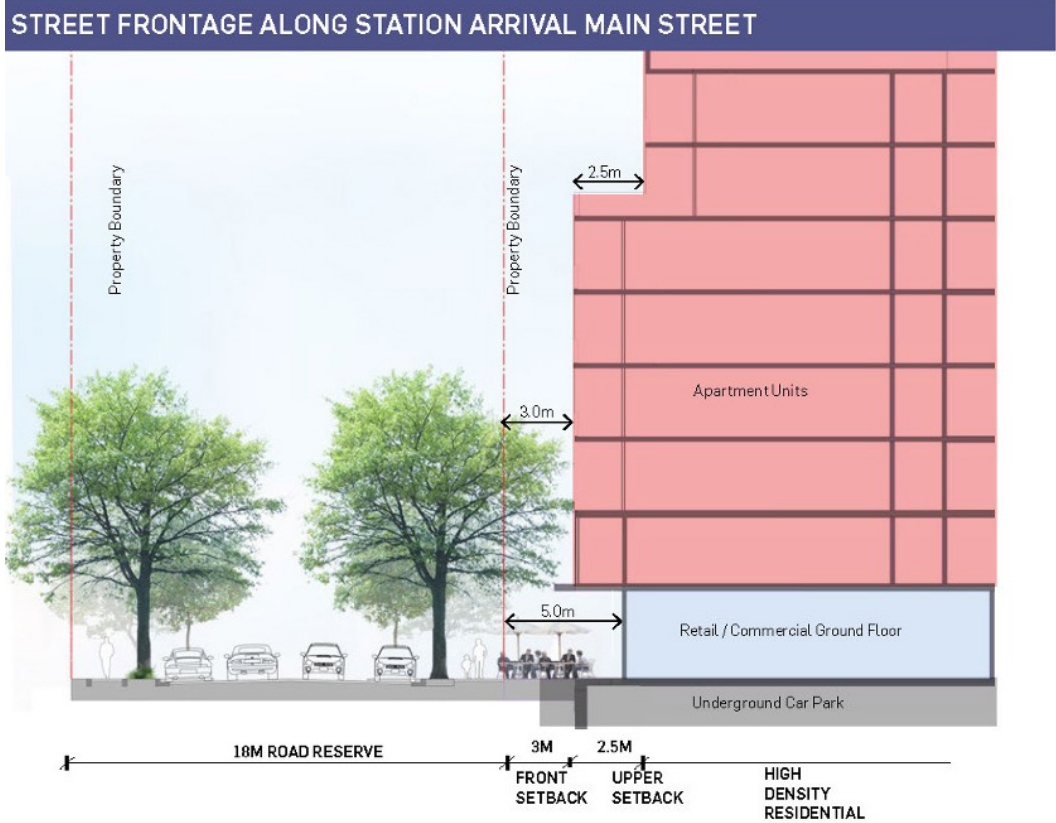 STREET FRONTAGE ALONG STATION ARRIVAL MAIN STREET
Property Boundary
Property Boundary
2.5m
3.0m
Apartment Units
5.0m
Retail / Commercial Ground Floor
Underground Car Park
18M ROAD RESERVE
3M
FRONT
SETBACK
2.5M
UPPER
SETBACK
HIGH
DENSITY
RESIDENTIAL